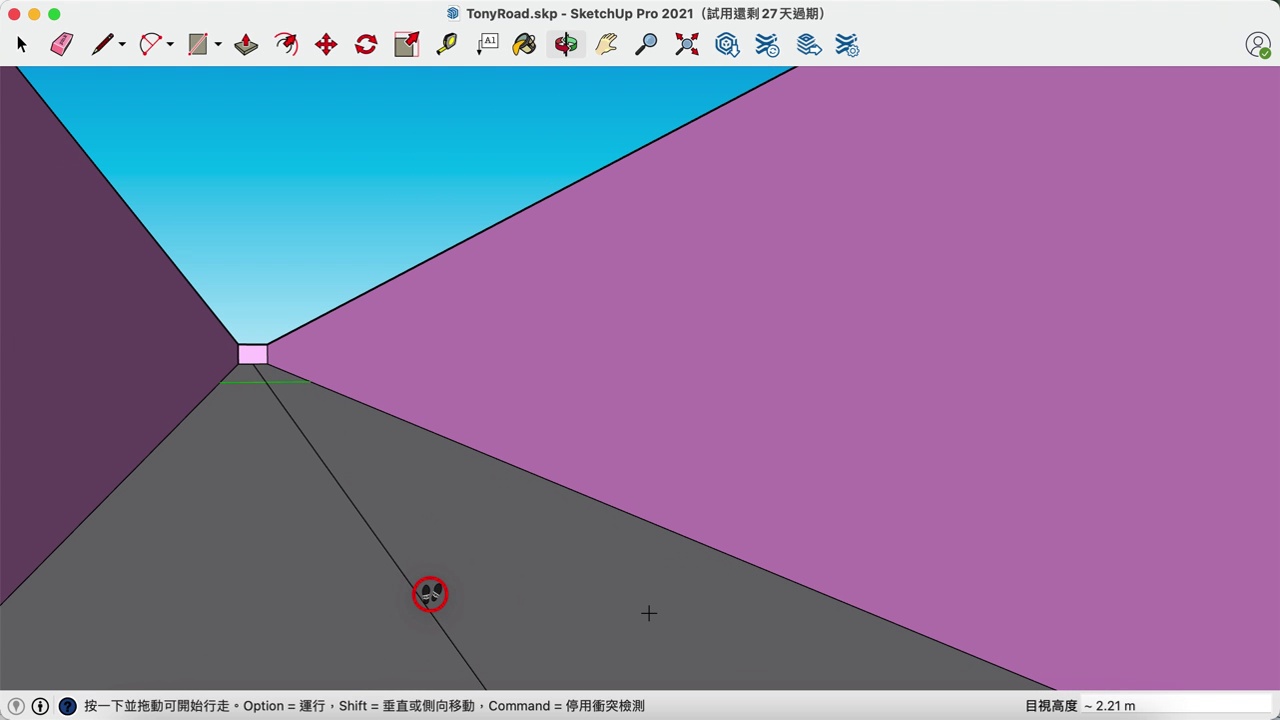 TonyRoad.skp - SketchUp Pro 2021（試用還剩 27 天過期）
A1
按一下並拖動可開始行走。Option = 運行，Shift = 垂直或側向移動，Command = 停用衝突檢測
目視高度 ~ 2.21 m